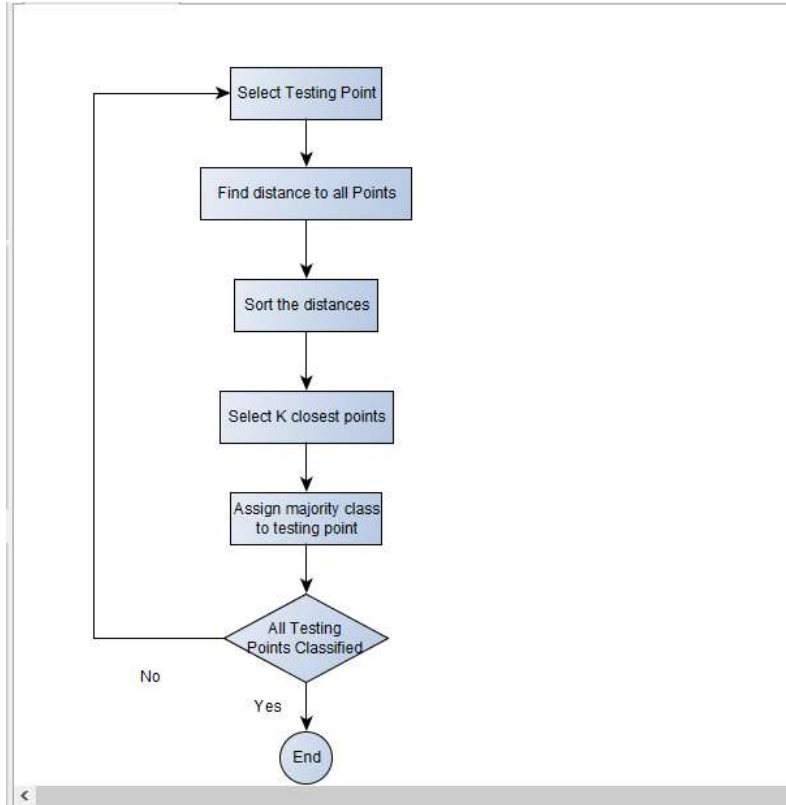 Select Testing Point
Find distance to all Points
Sort the distances
Select K closest points
Assign majority class
to testing point
All Testing
Points Classified
No
Yes
End